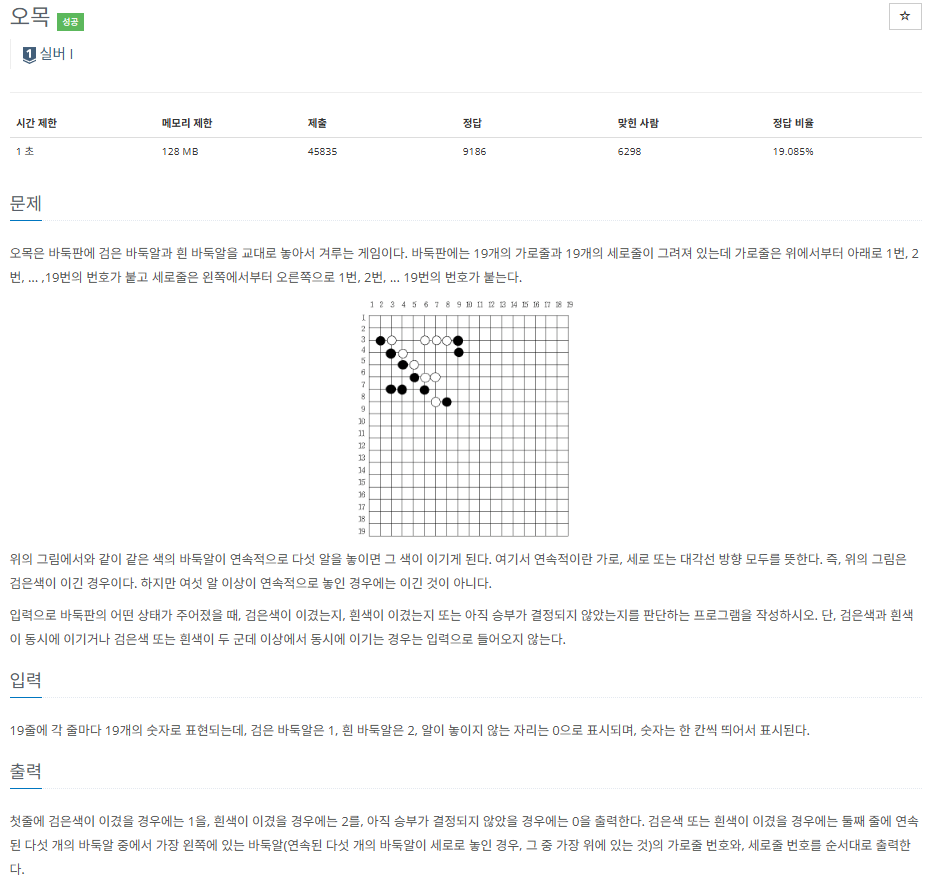 오목 성공
☆
1 실버 I
시간 제한 메모리 제한 제출 정답 맞힌 사람 정답 비율
1 초 128 MB 45835 9186 6298 19.085%
문제
오목은 바둑판에 검은 바둑알과 흰 바둑알을 교대로 놓아서 겨루는 게임이다. 바둑판에는 19개의 가로줄과 19개의 세로줄이 그려져 있는데 가로줄은 위에서부터 아래로 1번, 2
번, ... ,19번의 번호가 붙고 세로줄은 왼쪽에서부터 오른쪽으로 1번, 2번, ... 19번의 번호가 붙는다.
1 2 3 4 5 6 7 8 9 10 11 12 13 14 15 16 17 18 19
1
2
3
4
5
6
7
8
9
10
11
12
13
14
15
16
17
18
19
위의 그림에서와 같이 같은 색의 바둑알이 연속적으로 다섯 알을 놓이면 그 색이 이기게 된다. 여기서 연속적이란 가로, 세로 또는 대각선 방향 모두를 뜻한다. 즉, 위의 그림은
검은색이 이긴 경우이다. 하지만 여섯 알 이상이 연속적으로 놓인 경우에는 이긴 것이 아니다.
입력으로 바둑판의 어떤 상태가 주어졌을 때, 검은색이 이겼는지, 흰색이 이겼는지 또는 아직 승부가 결정되지 않았는지를 판단하는 프로그램을 작성하시오. 단, 검은색과 흰색
이 동시에 이기거나 검은색 또는 흰색이 두 군데 이상에서 동시에 이기는 경우는 입력으로 들어오지 않는다.
입력
19줄에 각 줄마다 19개의 숫자로 표현되는데, 검은 바둑알은 1, 흰 바둑알은 2, 알이 놓이지 않는 자리는 0으로 표시되며, 숫자는 한 칸씩 띄어서 표시된다.
출력
첫줄에 검은색이 이겼을 경우에는 1을, 흰색이 이겼을 경우에는 2를, 아직 승부가 결정되지 않았을 경우에는 0을 출력한다. 검은색 또는 흰색이 이겼을 경우에는 둘째 줄에 연속
된 다섯 개의 바둑알 중에서 가장 왼쪽에 있는 바둑알(연속된 다섯 개의 바둑알이 세로로 놓인 경우, 그 중 가장 위에 있는 것)의 가로줄 번호와, 세로줄 번호를 순서대로 출력한
다.